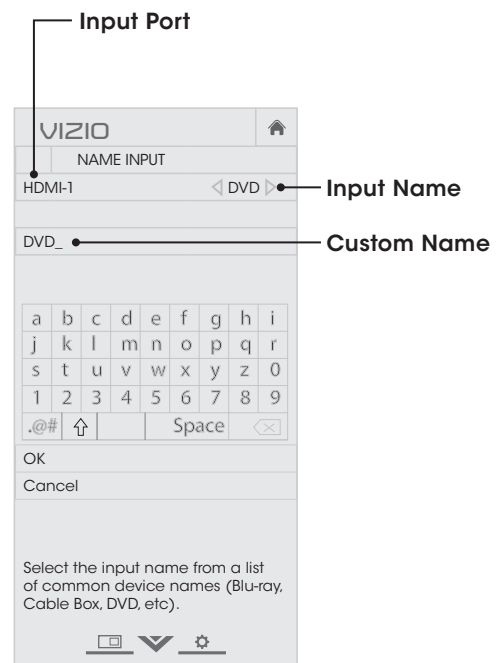 Input Port
VIZIO
NAME INPUT
HDMI-1 DVD
Input Name
DVD_
Custom Name
a b c d e f g h i
j k l m n o p q r
s t u v w x y z 0
1 2 3 4 5 6 7 8 9
.@# Space
OK
Cancel
Select the input name from a list
of common device names (Blu-ray,
Cable Box, DVD, etc).